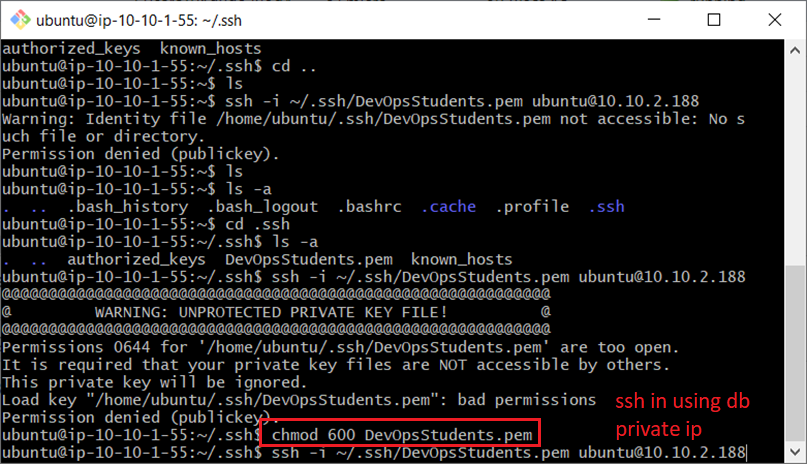 ubuntu@ip-10-10-1-55: ~/.ssh
authorized_keys  known_hosts
ubuntu@ip-10-10-1-55:~/.ssh$ cd ..
ubuntu@ip-10-10-1-55:~$ ls
ubuntu@ip-10-10-1-55:~$ ssh -i ~/.ssh/DevOpsStudents.pem ubuntu@10.10.2.188
Warning: Identity file /home/ubuntu/.ssh/DevOpsStudents.pem not accessible: No s
uch file or directory.
Permission denied (publickey).
ubuntu@ip-10-10-1-55:~$ ls
ubuntu@ip-10-10-1-55:~$ ls -a
.  ..  .bash_history  .bash_logout  .bashrc  .cache  .profile  .ssh
ubuntu@ip-10-10-1-55:~$ cd .ssh
ubuntu@ip-10-10-1-55:~/.ssh$ ls -a
.  ..  authorized_keys  DevOpsStudents.pem  known_hosts
ubuntu@ip-10-10-1-55:~/.ssh$ ssh -i ~/.ssh/DevOpsStudents.pem ubuntu@10.10.2.188
@@@@@@@@@@@@@@@@@@@@@@@@@@@@@@@@@@@@@@@@@@@@@@@@@@@@@@@@@@@
@         WARNING: UNPROTECTED PRIVATE KEY FILE!          @
@@@@@@@@@@@@@@@@@@@@@@@@@@@@@@@@@@@@@@@@@@@@@@@@@@@@@@@@@@@
Permissions 0644 for '/home/ubuntu/.ssh/DevOpsStudents.pem' are too open.
It is required that your private key files are NOT accessible by others.
This private key will be ignored.
Load key "/home/ubuntu/.ssh/DevOpsStudents.pem": bad permissions
Permission denied (publickey).
ubuntu@ip-10-10-1-55:~/.ssh$ chmod 600 DevOpsStudents.pem
ubuntu@ip-10-10-1-55:~/.ssh$ ssh -i ~/.ssh/DevOpsStudents.pem ubuntu@10.10.2.188
ssh in using db
private ip